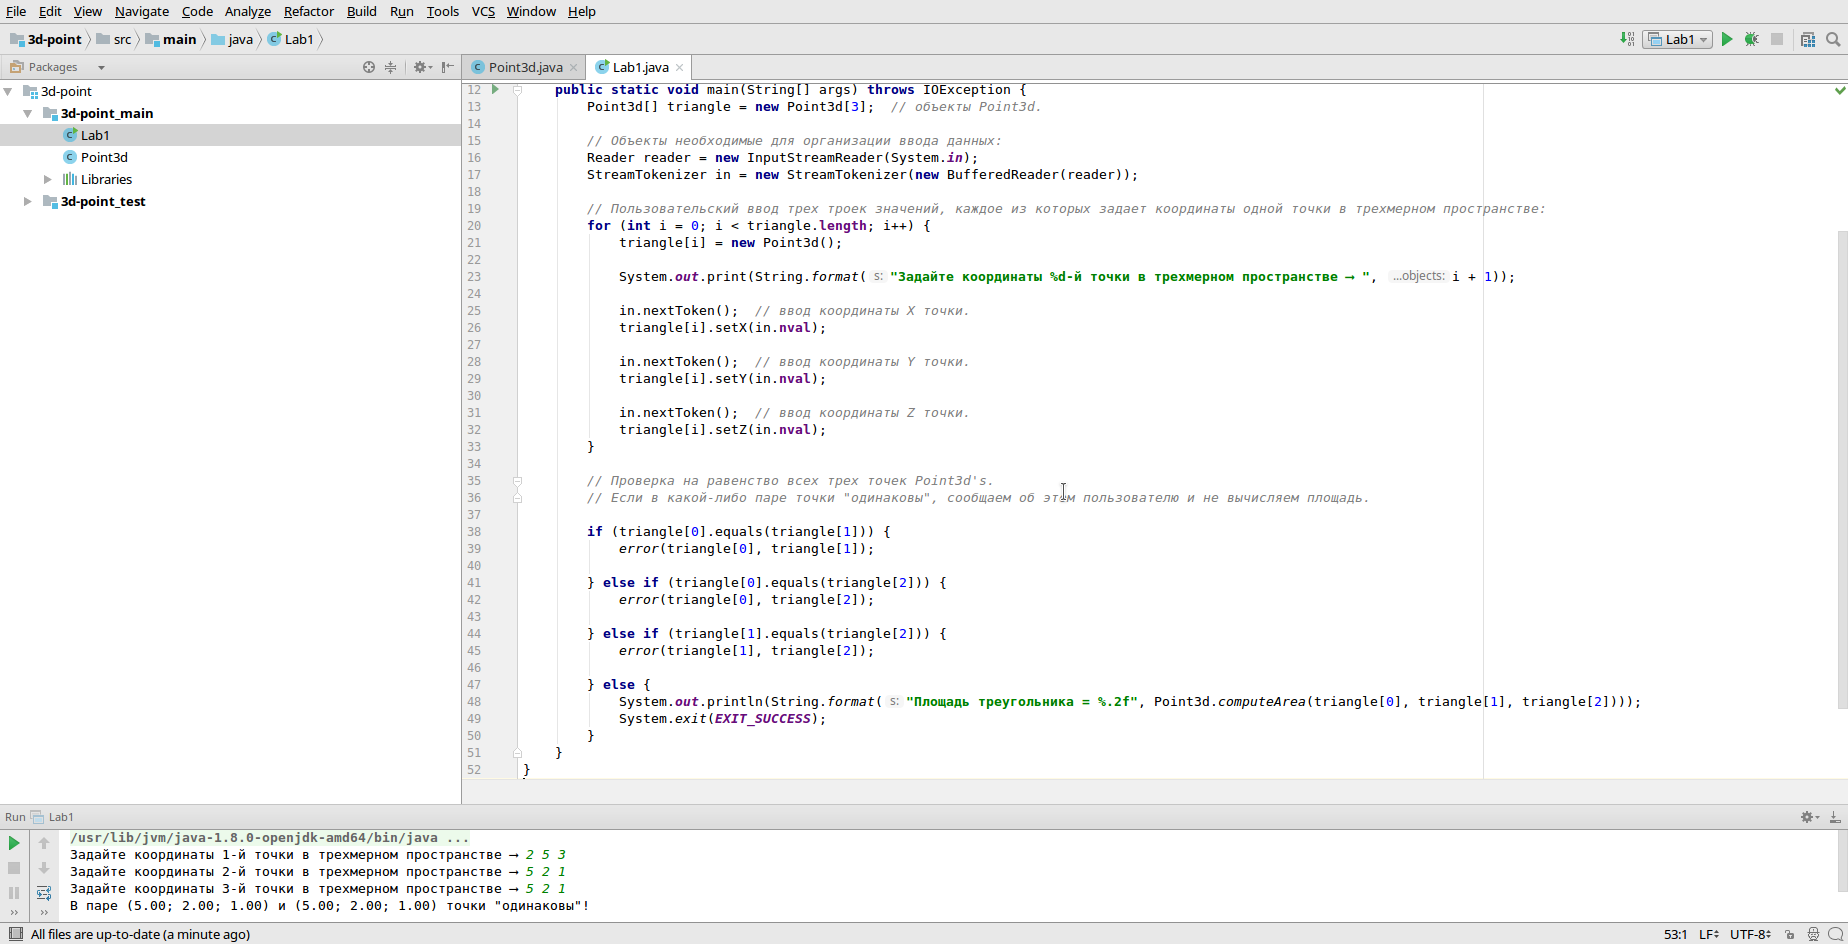 File Edit View Navigate Code Analyze Refactor Build Run Tools VCS Window Help
3d-point src main java Lab1 Lab1
Packages Point3d.java Lab1.java
3d-point
3d-point_main
Lab1
Point3d
Libraries
3d-point_test
12 public static void main(String[] args) throws IOException {
13 Point3d[] triangle = new Point3d[3]; // объекты Point3d.
14
15 // Объекты необходимые для организации ввода данных:
16 Reader reader = new InputStreamReader(System.in);
17 StreamTokenizer in = new StreamTokenizer(new BufferedReader(reader));
18
19 // Пользовательский ввод трех троек значений, каждое из которых задает координаты одной точки в трехмерном пространстве:
20 for (int i = 0; i < triangle.length; i++) {
21 triangle[i] = new Point3d();
22
23 System.out.print(String.format( s: "Задайте координаты %d-й точки в трехмерном пространстве → ", ...objects: i + 1));
24
25 in.nextToken(); // ввод координаты X точки.
26 triangle[i].setX(in.nval);
27
28 in.nextToken(); // ввод координаты Y точки.
29 triangle[i].setY(in.nval);
30
31 in.nextToken(); // ввод координаты Z точки.
32 triangle[i].setZ(in.nval);
33 }
34
35 // Проверка на равенство всех трех точек Point3d's.
36 // Если в какой-либо паре точки "одинаковы", сообщаем об этом пользователю и не вычисляем площадь.
37
38 if (triangle[0].equals(triangle[1])) {
39 error(triangle[0], triangle[1]);
40
41 } else if (triangle[0].equals(triangle[2])) {
42 error(triangle[0], triangle[2]);
43
44 } else if (triangle[1].equals(triangle[2])) {
45 error(triangle[1], triangle[2]);
46
47 } else {
48 System.out.println(String.format( s: "Площадь треугольника = %.2f", Point3d.computeArea(triangle[0], triangle[1], triangle[2])));
49 System.exit(EXIT_SUCCESS);
50 }
51 }
52 }
Run Lab1
/usr/lib/jvm/java-1.8.0-openjdk-amd64/bin/java ...
Задайте координаты 1-й точки в трехмерном пространстве → 2 5 3
Задайте координаты 2-й точки в трехмерном пространстве → 5 2 1
Задайте координаты 3-й точки в трехмерном пространстве → 5 2 1
В паре (5.00; 2.00; 1.00) и (5.00; 2.00; 1.00) точки "одинаковы"!
All files are up-to-date (a minute ago) 53:1 LF UTF-8